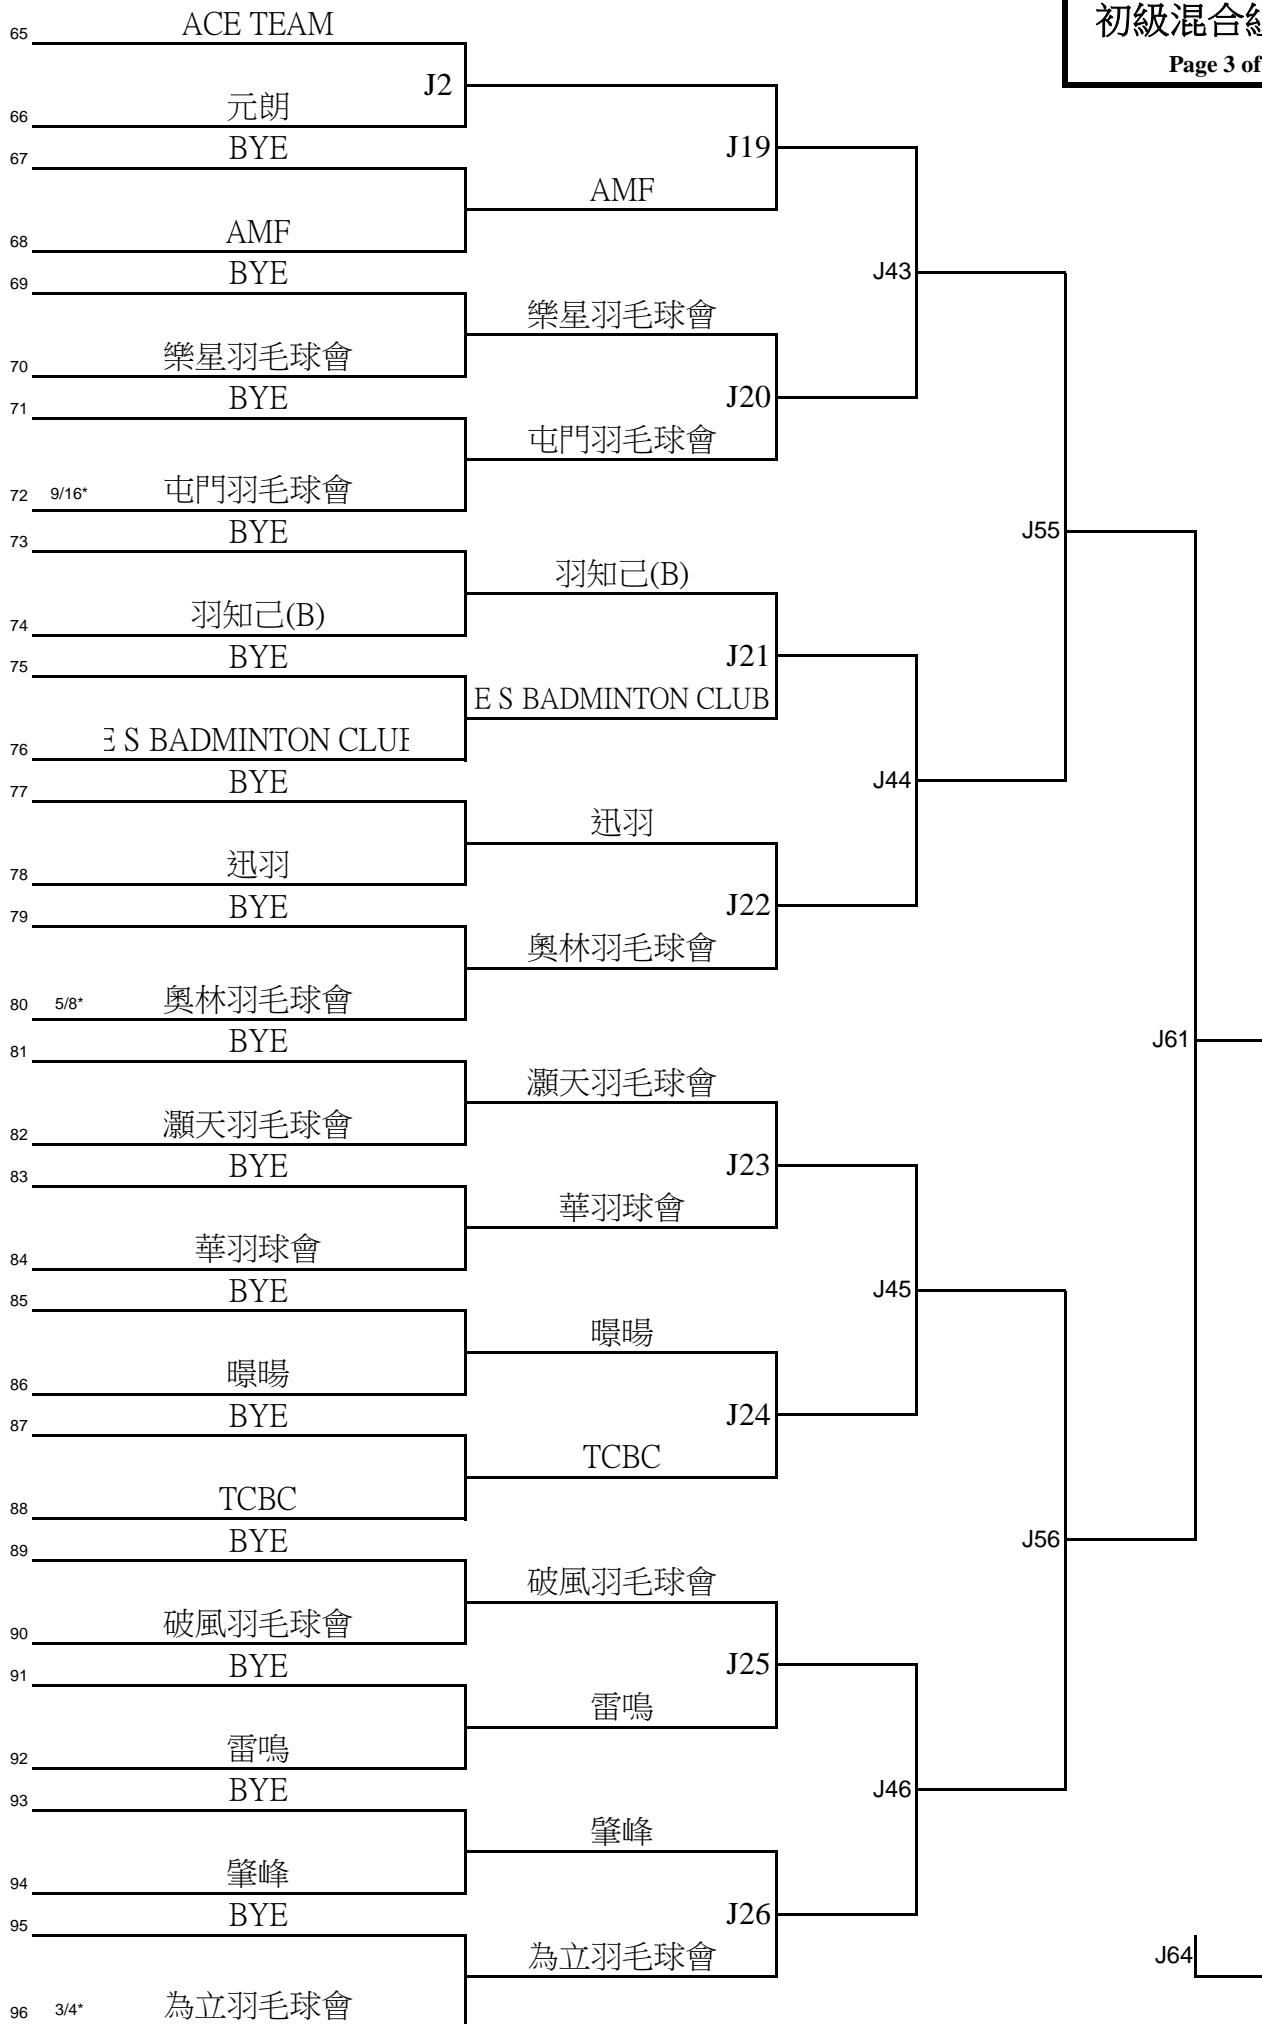 初級混合
Page 3 of
65 ACE TEAM
J2
66 元朗
67 BYE
J19
AMF
68 AMF
J43
69 BYE
樂星羽毛球會
70 樂星羽毛球會
71 BYE
J20
屯門羽毛球會
72 9/16* 屯門羽毛球會
73 BYE
J55
羽知己(B)
74 羽知己(B)
75 BYE
J21
E S BADMINTON CLUB
76 S BADMINTON
77 BYE
J44
迅羽
78 迅羽
79 BYE
J22
奧林羽毛球會
80 5/8* 奧林羽毛球會
81 BYE
J61
灝天羽毛球會
82 灝天羽毛球會
83 BYE
J23
華羽球會
84 華羽球會
85 BYE
J45
暻暘
86 暻暘
87 BYE
J24
TCBC
88 TCBC
89 BYE
J56
破風羽毛球會
90 破風羽毛球會
91 BYE
J25
雷鳴
92 雷鳴
93 BYE
J46
肇峰
94 肇峰
95 BYE
J26
為立羽毛球會
J64
96 3/4* 為立羽毛球會